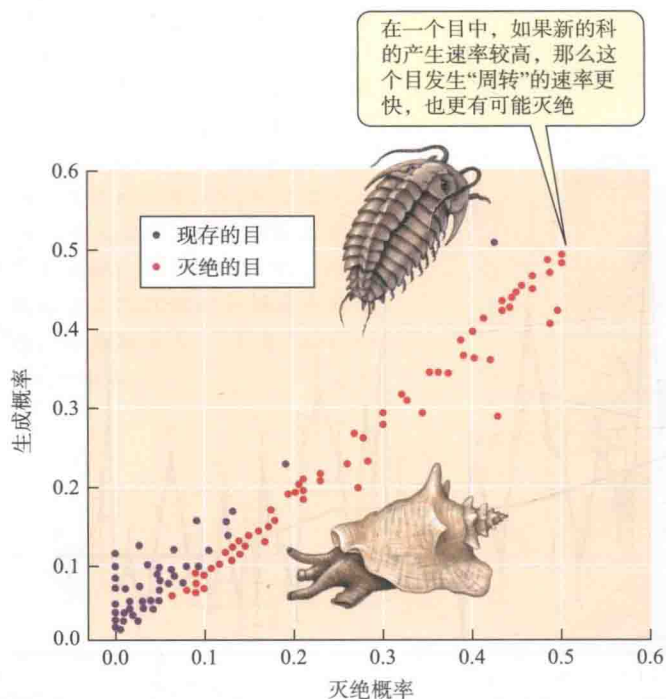 在一个目中，如果新的科
的产生速率较高，那么这
个目发生“周转”的速率更
快，也更有可能灭绝
0.6
0.5
0.4
0.3
0.2
0.1
0.0
生成概率
现存的目
灭绝的目
0.0 0.1 0.2 0.3 0.4 0.5 0.6
灭绝概率